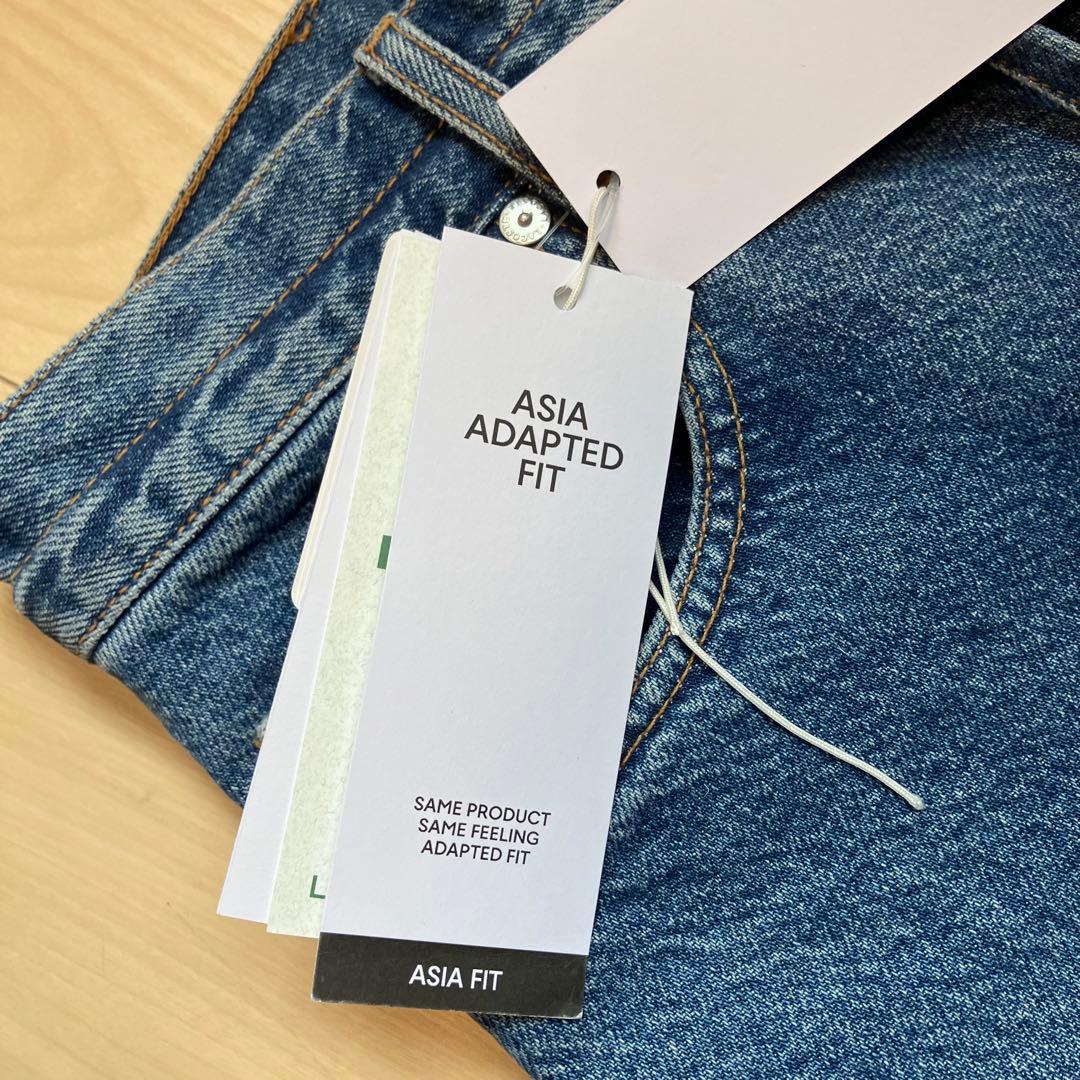 ASIA
ADAPTED
FIT
SAME PRODUCT
SAME FEELING
ADAPTED FIT
L
ASIA FIT